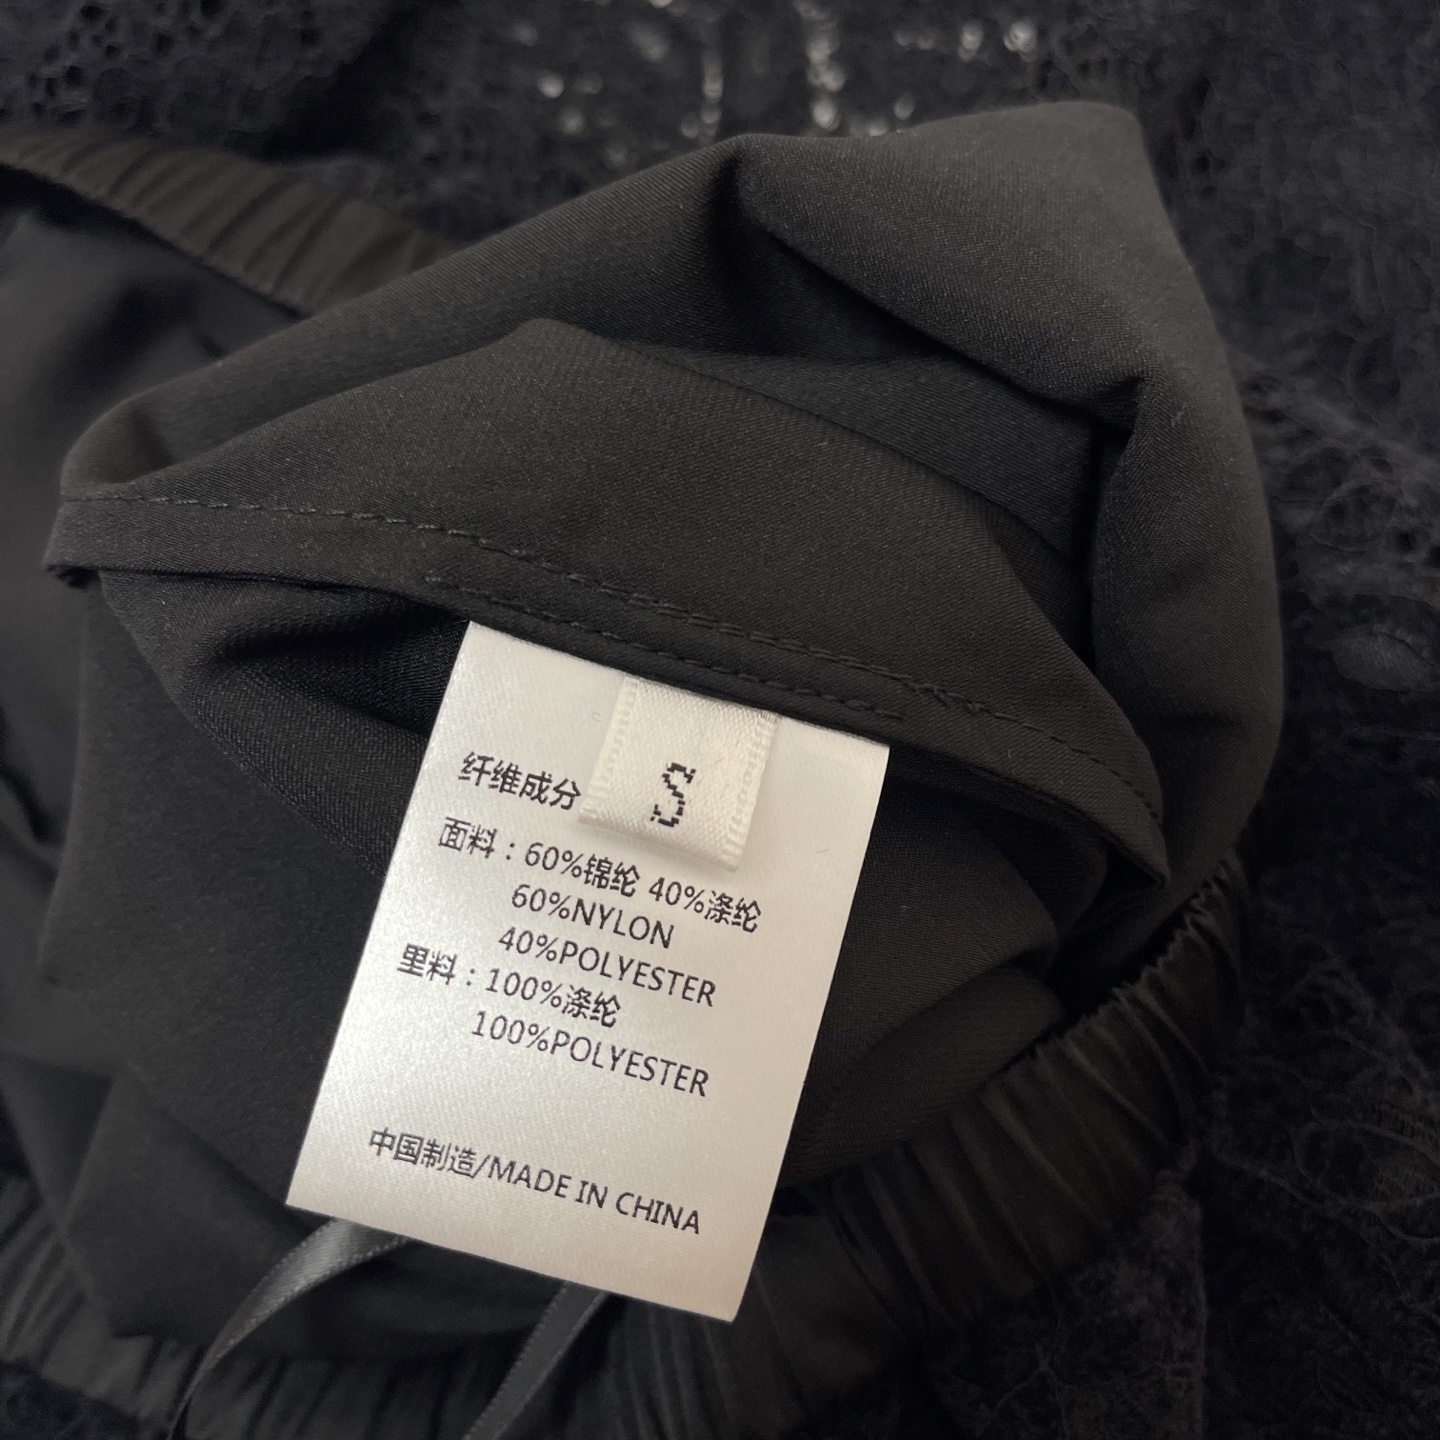 S
纤维成分
面料：60%锦纶 40%涤纶
60%NYLON
40%POLYESTER
里料：100%涤纶
100%POLYESTER
中国制造/MADE IN CHINA